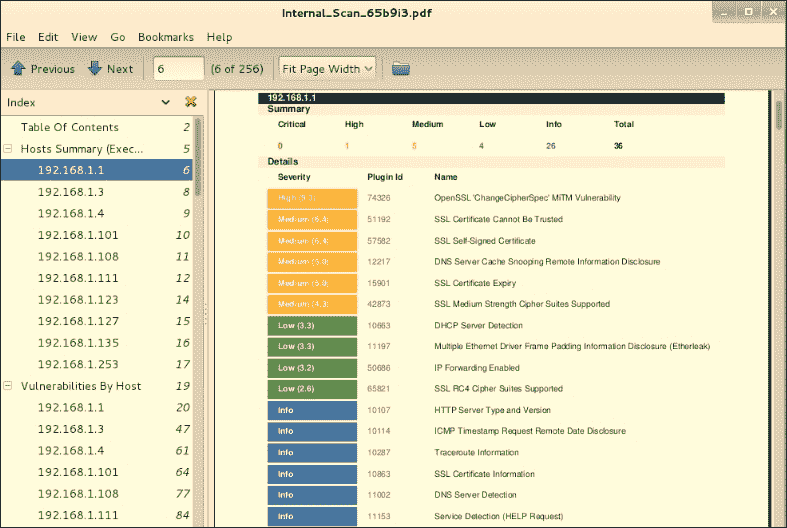 Internal_Scan_65b9i3.pdf
File Edit View Go Bookmarks Help
Previous Next 6 (6 of 256) Fit Page Width
Index
Table Of Contents 2
Hosts Summary (Exec... 5
192.168.1.1 6
192.168.1.3 8
192.168.1.4 9
192.168.1.101 10
192.168.1.108 11
192.168.1.111 12
192.168.1.123 14
192.168.1.127 15
192.168.1.135 16
192.168.1.253 17
Vulnerabilities By Host 19
192.168.1.1 20
192.168.1.3 47
192.168.1.4 61
192.168.1.101 64
192.168.1.108 77
192.168.1.111 84
192.168.1.1
Summary
Critical High Medium Low Info Total
0 1 5 4 26 36
Details
Severity Plugin Id Name
High 74326 OpenSSL 'ChangeCipherSpec' MiTM Vulnerability
Medium (6.4) 51192 SSL Certificate Cannot Be Trusted
Medium (6.4) 57582 SSL Self-Signed Certificate
Medium (5.0) 12217 DNS Server Cache Snooping Remote Information Disclosure
Medium (5.0) 15901 SSL Certificate Expiry
Medium (4.3) 42873 SSL Medium Strength Cipher Suites Supported
Low (3.3) 10663 DHCP Server Detection
Low (3.3) 11197 Multiple Ethernet Driver Frame Padding Information Disclosure (Etherleak)
Low (3.2) 50686 IP Forwarding Enabled
Low (2.6) 65821 SSL RC4 Cipher Suites Supported
Info 10107 HTTP Server Type and Version
Info 10114 ICMP Timestamp Request Remote Date Disclosure
Info 10287 Traceroute Information
Info 10863 SSL Certificate Information
Info 11002 DNS Server Detection
Info 11153 Service Detection (HELP Request)